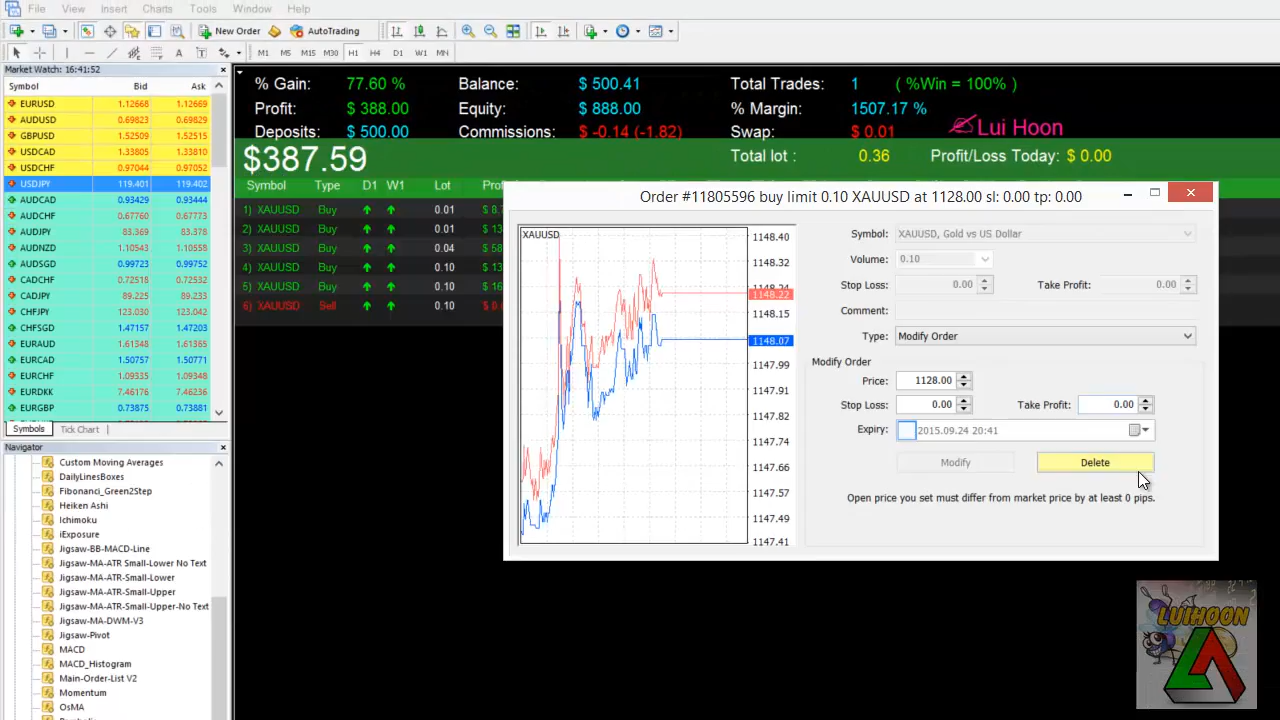 File View Insert Charts Tools Window Help
New Order AutoTrading
A T M1 M5 M15 M30 H1 H4 D1 W1 MN
Market Watch: 16:41:52
Symbol Bid Ask
EURUSD 1.12668 1.12669
AUDUSD 0.69823 0.69829
GBPUSD 1.52509 1.52515
USDCAD 1.33805 1.33810
USDCHF 0.97044 0.97052
USDJPY 119.401 119.402
AUDCAD 0.93429 0.93444
AUDCHF 0.67760 0.67773
AUDJPY 83.369 83.378
AUDNZD 1.10543 1.10558
AUDSGD 0.99723 0.99752
CADCHF 0.72518 0.72532
CADJPY 89.225 89.233
CHFJPY 123.030 123.042
CHFSGD 1.47157 1.47203
EURAUD 1.61348 1.61365
EURCAD 1.50757 1.50771
EURCHF 1.09335 1.09348
EURDKK 7.46176 7.46236
EURGBP 0.73875 0.73881
Symbols Tick Chart
Navigator
Custom Moving Averages
DailyLinesBoxes
Fibonanci_Green2Step
Heiken Ashi
Ichimoku
iExposure
Jigsaw-BB-MACD-Line
Jigsaw-MA-ATR Small-Lower No Text
Jigsaw-MA-ATR-Small-Lower
Jigsaw-MA-ATR-Small-Upper
Jigsaw-MA-ATR-Small-Upper-No Text
Jigsaw-MA-DWM-V3
Jigsaw-Pivot
MACD
MACD_Histogram
Main-Order-List V2
Momentum
OsMA
% Gain: 77.60 % Balance: $ 500.41 Total Trades: 1 ( %Win = 100% )
Profit: $ 388.00 Equity: $ 888.00 % Margin: 1507.17 %
Deposits: $ 500.00 Commissions: $ -0.14 (-1.82) Swap: $ 0.01 Lui Hoon
$387.59 Total lot : 0.36 Profit/Loss Today: $ 0.00
Symbol Type D1 W1 Lot
1) XAUUSD Buy 0.01
2) XAUUSD Buy 0.01
3) XAUUSD Buy 0.04
4) XAUUSD Buy 0.10
5) XAUUSD Buy 0.10
6) XAUUSD Sell 0.10
Order #11805596 buy limit 0.10 XAUUSD at 1128.00 sl: 0.00 tp: 0.00
XAUUSD
1148.40
1148.32
1148.24
1148.22
1148.15
1148.07
1147.99
1147.91
1147.82
1147.74
1147.66
1147.57
1147.49
1147.41
Symbol: XAUUSD, Gold vs US Dollar
Volume: 0.10
Stop Loss: 0.00 Take Profit: 0.00
Comment:
Type: Modify Order
Modify Order
Price: 1128.00
Stop Loss: 0.00 Take Profit: 0.00
Expiry: 2015.09.24 20:41
Modify Delete
Open price you set must differ from market price by at least 0 pips.
LUIHOON